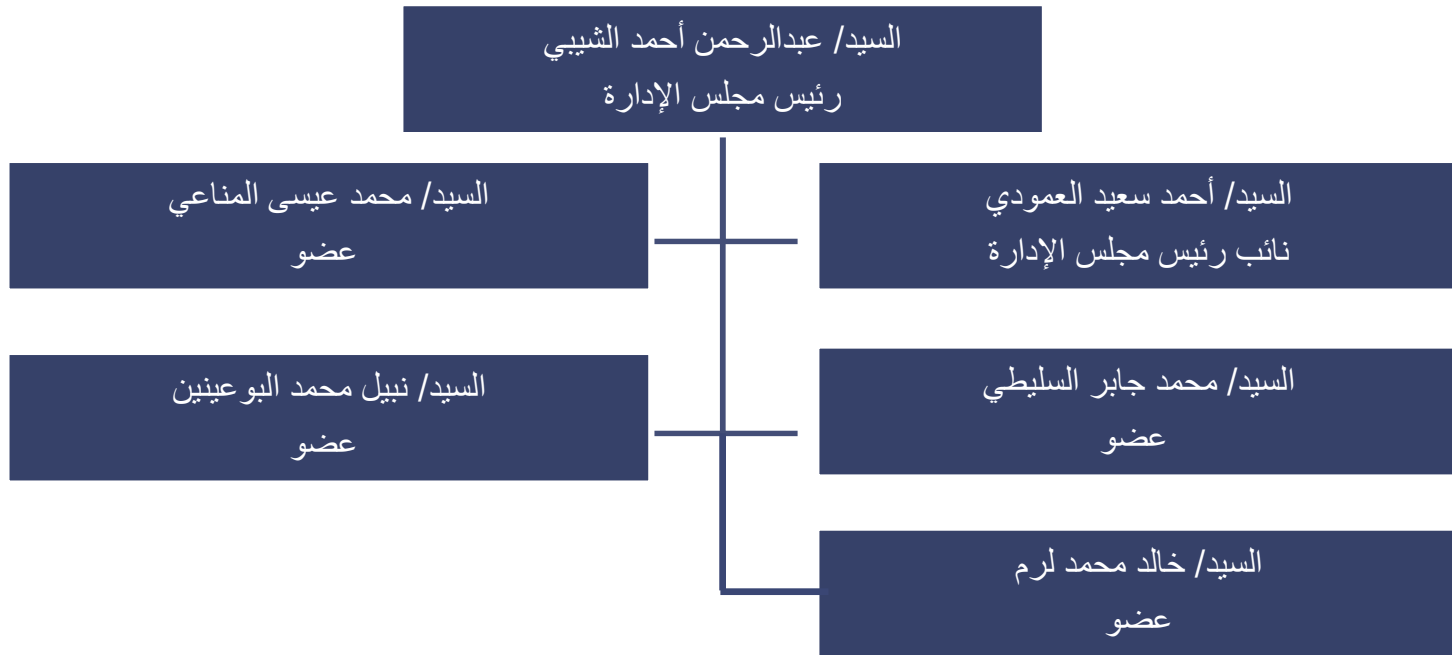 السيد/ عبدالرحمن أحمد الشيبي
رئيس مجلس الإدارة
السيد/ أحمد سعيد العمودي
نائب رئيس مجلس الإدارة
السيد/ محمد عيسى المناعي
عضو
السيد/ محمد جابر السليطي
عضو
السيد/ نبيل محمد البوعينين
عضو
السيد/ خالد محمد لرم
عضو